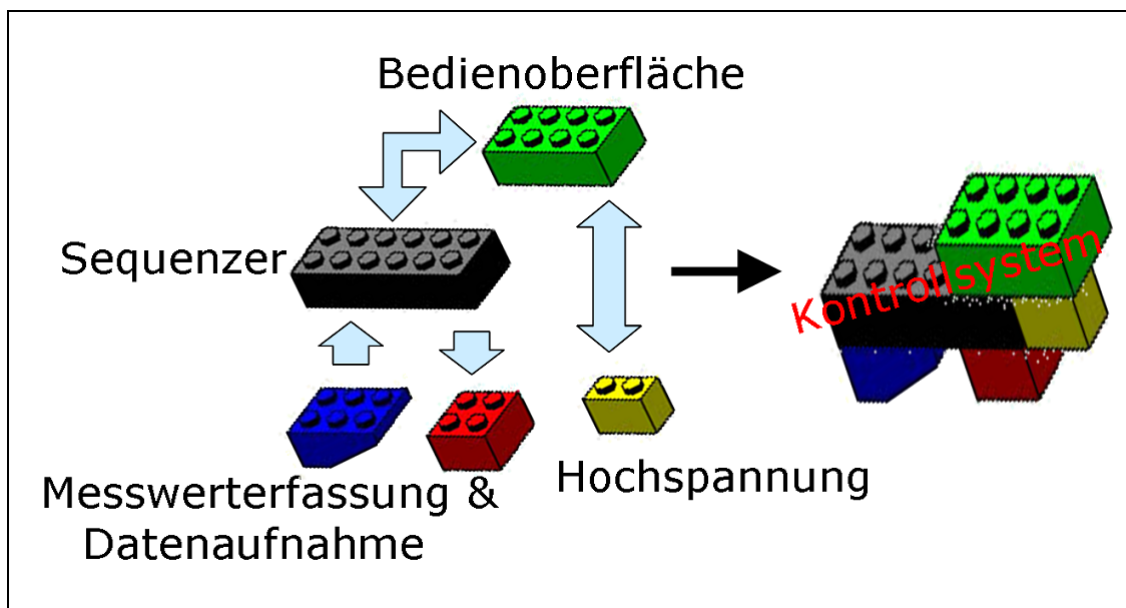 Bedienoberfläche
Sequenzer
Kontrollsystem
Hochspannung
Messwerterfassung &
Datenaufnahme